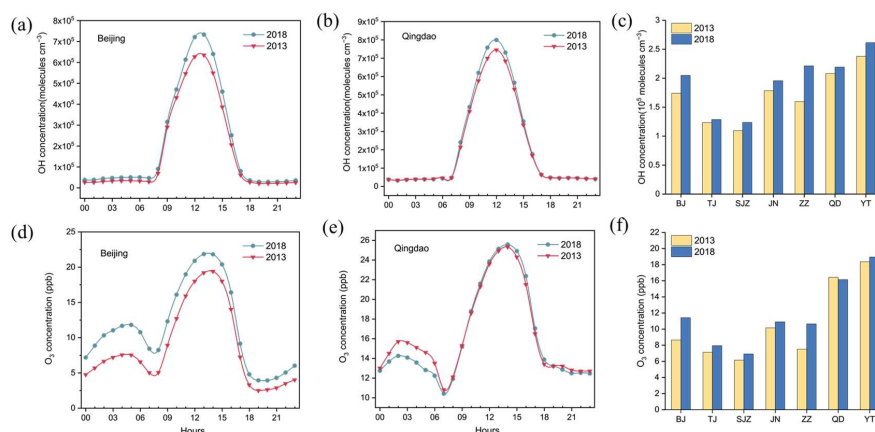 (a)
Beijing
2018
2013
OH concentration(molecules cm⁻³)
8x10⁵
7x10⁵
6x10⁵
5x10⁵
4x10⁵
3x10⁵
2x10⁵
1x10⁵
0
00 03 06 09 12 15 18 21
(b)
Qingdao
2018
2013
OH concentration(molecules cm⁻³)
9x10⁵
8x10⁵
7x10⁵
6x10⁵
5x10⁵
4x10⁵
3x10⁵
2x10⁵
1x10⁵
0
00 03 06 09 12 15 18 21
(c)
2013
2018
OH concentration(10⁵ molecules cm⁻³)
3
2.5
2
1.5
1
0.5
0
BJ TJ SJZ JN ZZ QD YT
(d)
Beijing
2018
2013
O₃ concentration (ppb)
25
20
15
10
5
0
00 03 06 09 12 15 18 21
Hours
(e)
Qingdao
2018
2013
O₃ concentration (ppb)
26
24
22
20
18
16
14
12
10
00 03 06 09 12 15 18 21
Hours
(f)
2013
2018
O₃ concentration (ppb)
22
20
18
16
14
12
10
8
6
4
2
0
BJ TJ SJZ JN ZZ QD YT